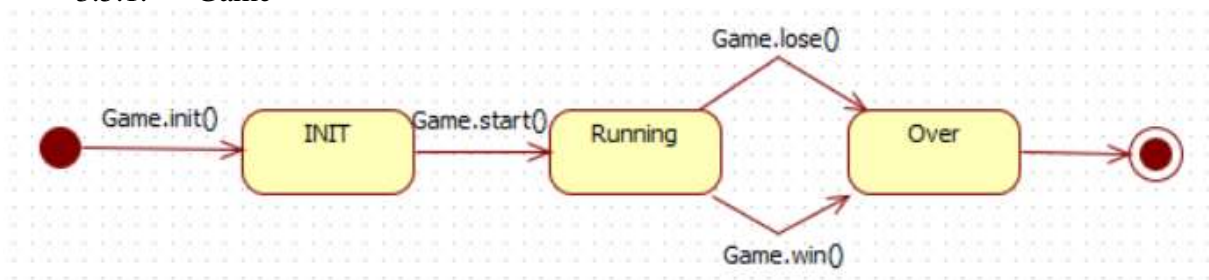 Game.lose()
Game.init()
INIT
Game.start()
Running
Over
Game.win()